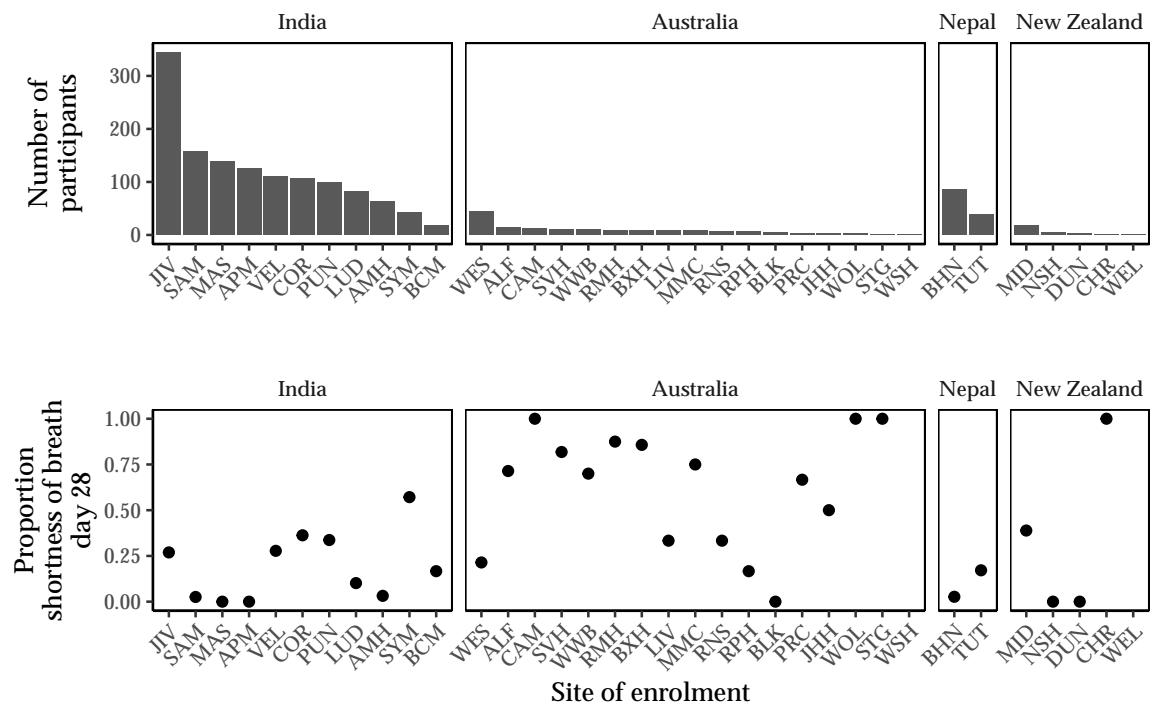 India Australia Nepal New Zealand
Number of
participants
300
200
100
0
JIV SAM MAS APM VEL COR PUN LUD AMH SYM BCM WES ALF CAM SVH WWB RMH BXH LIV MMC RNS RPH BLK PRC JHH WOL STG WSH BHN TUT MID NSH DUN CHR WEL
India Australia Nepal New Zealand
Proportion
shortness of breath
day 28
1.00
0.75
0.50
0.25
0.00
JIV SAM MAS APM VEL COR PUN LUD AMH SYM BCM WES ALF CAM SVH WWB RMH BXH LIV MMC RNS RPH BLK PRC JHH WOL STG WSH BHN TUT MID NSH DUN CHR WEL
Site of enrolment